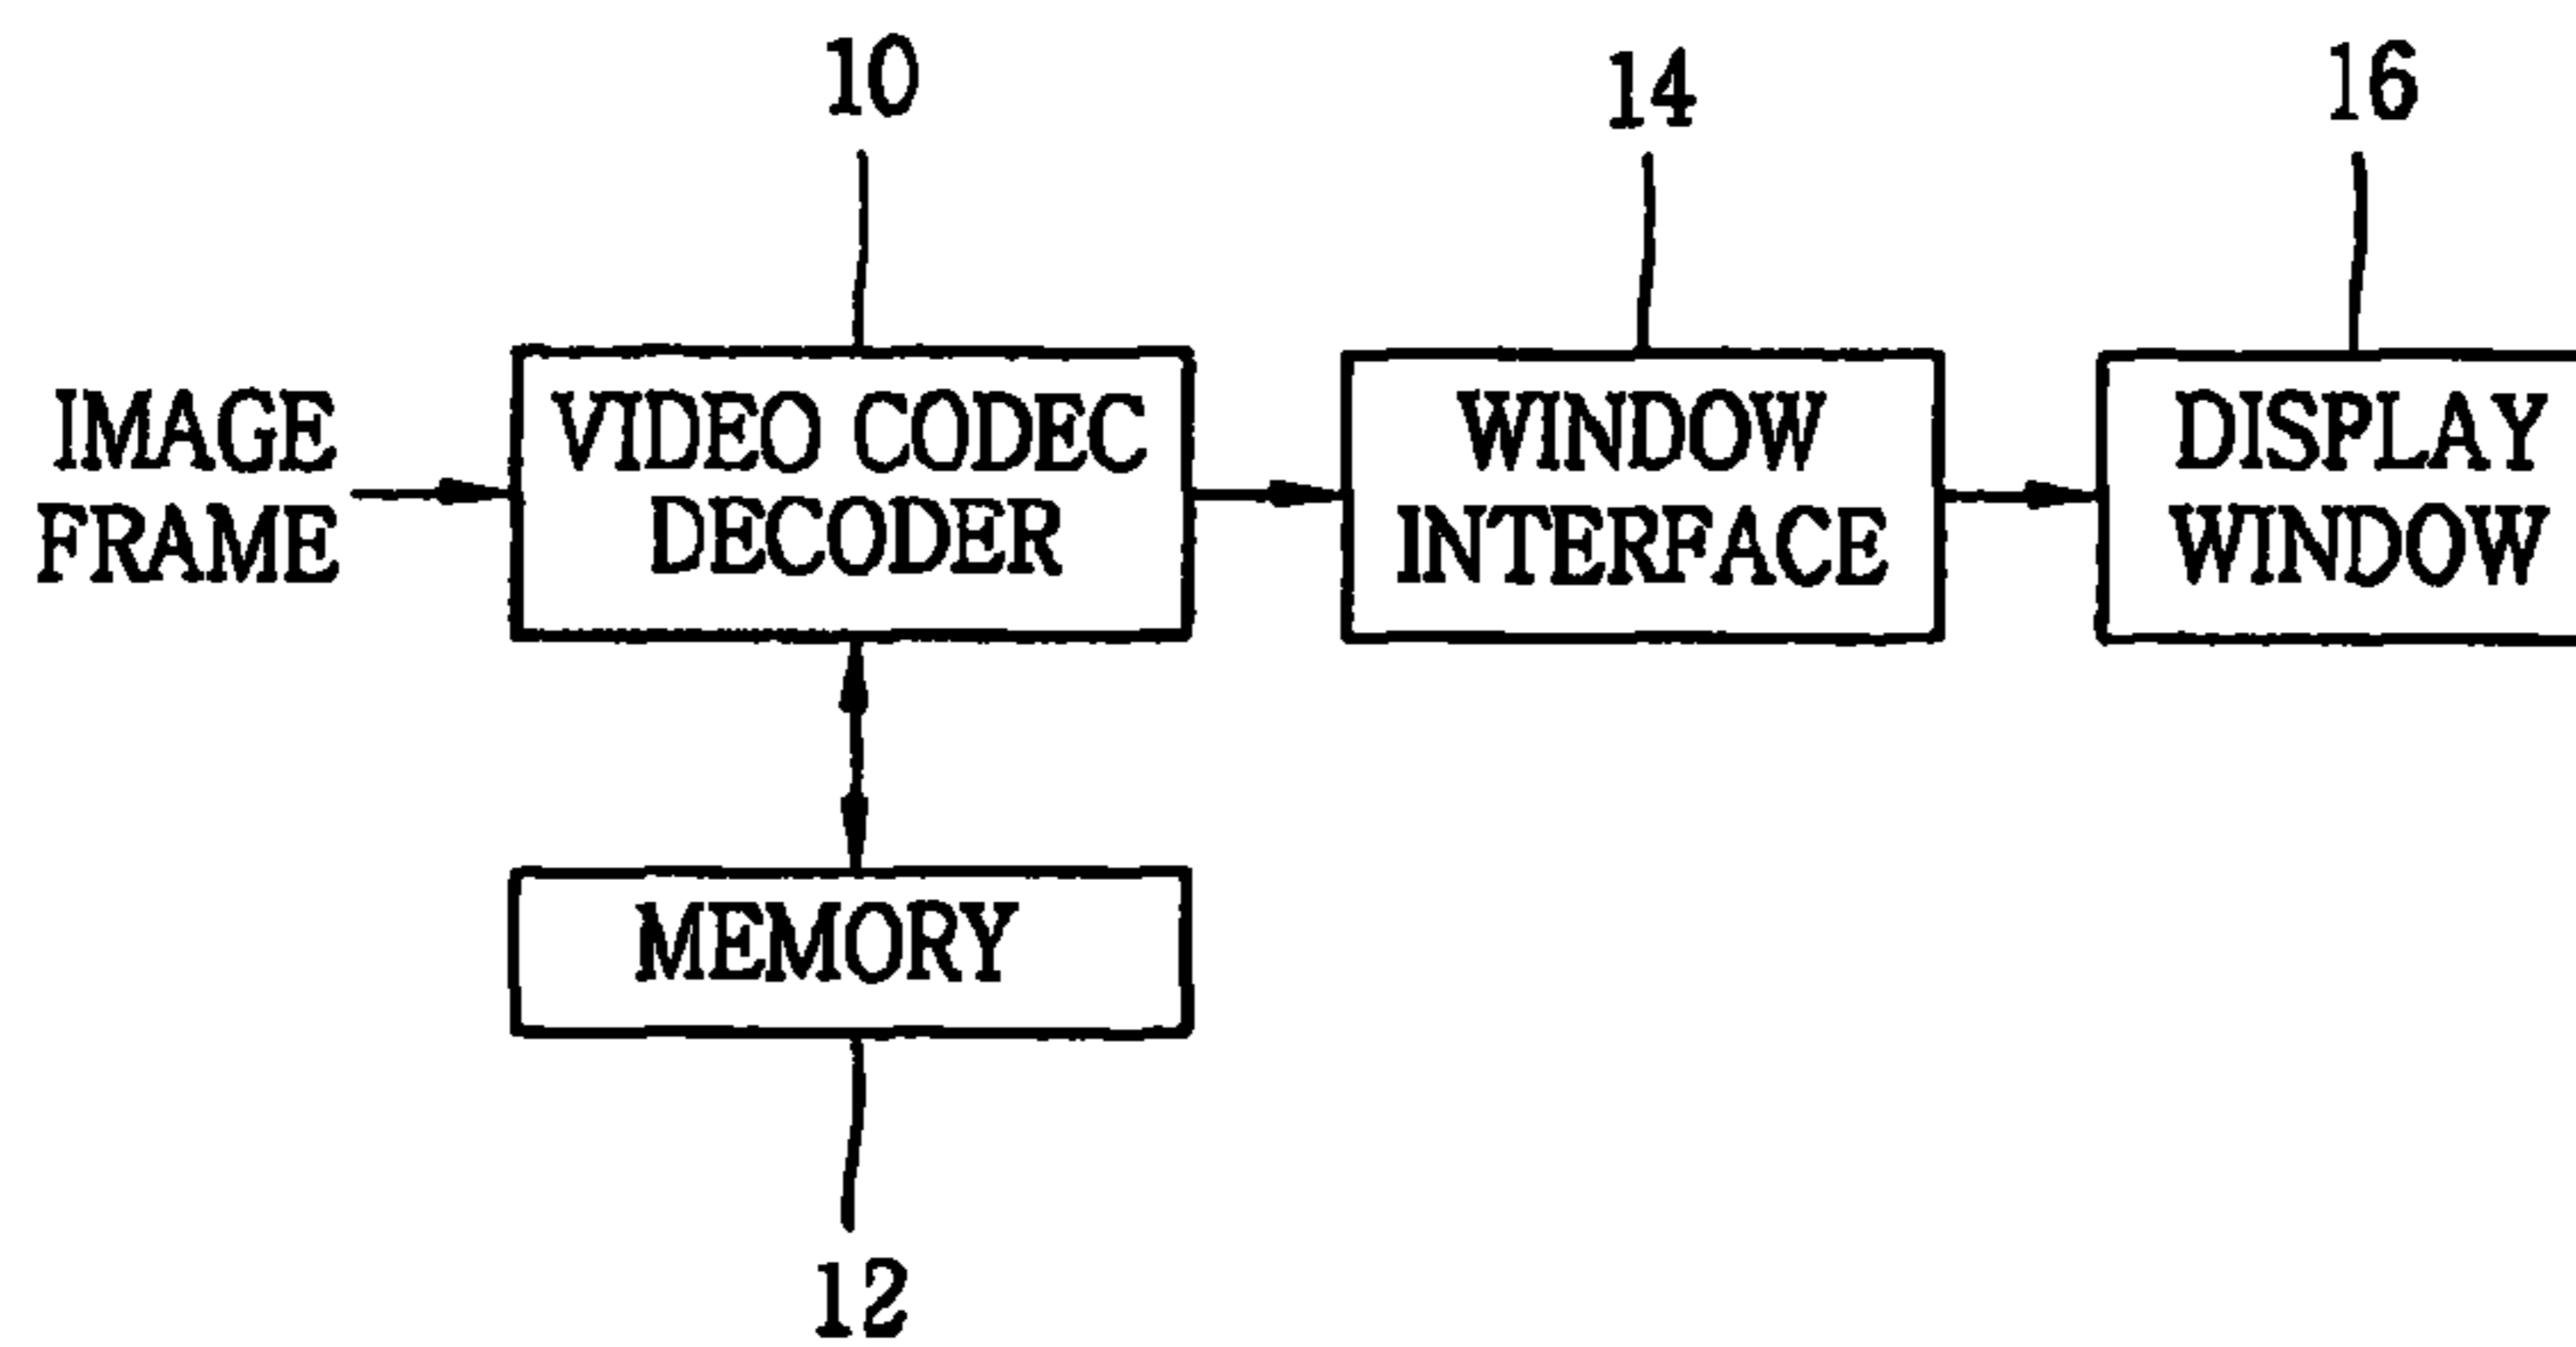 10
14
16
IMAGE
FRAME
VIDEO CODEC
DECODER
WINDOW
INTERFACE
DISPLAY
WINDOW
MEMORY
12